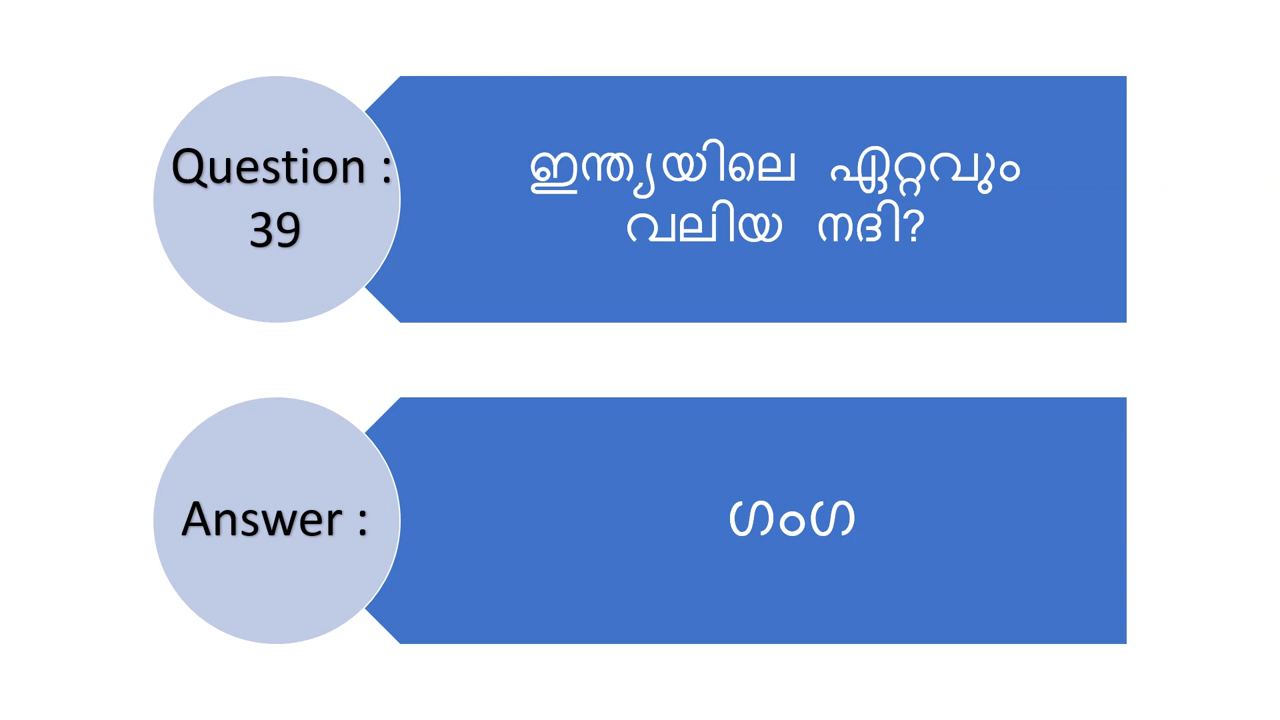 Question :
39
ഇന്ത്യയിലെ ഏറ്റവും
വലിയ നദി?
Answer :
ഗംഗ